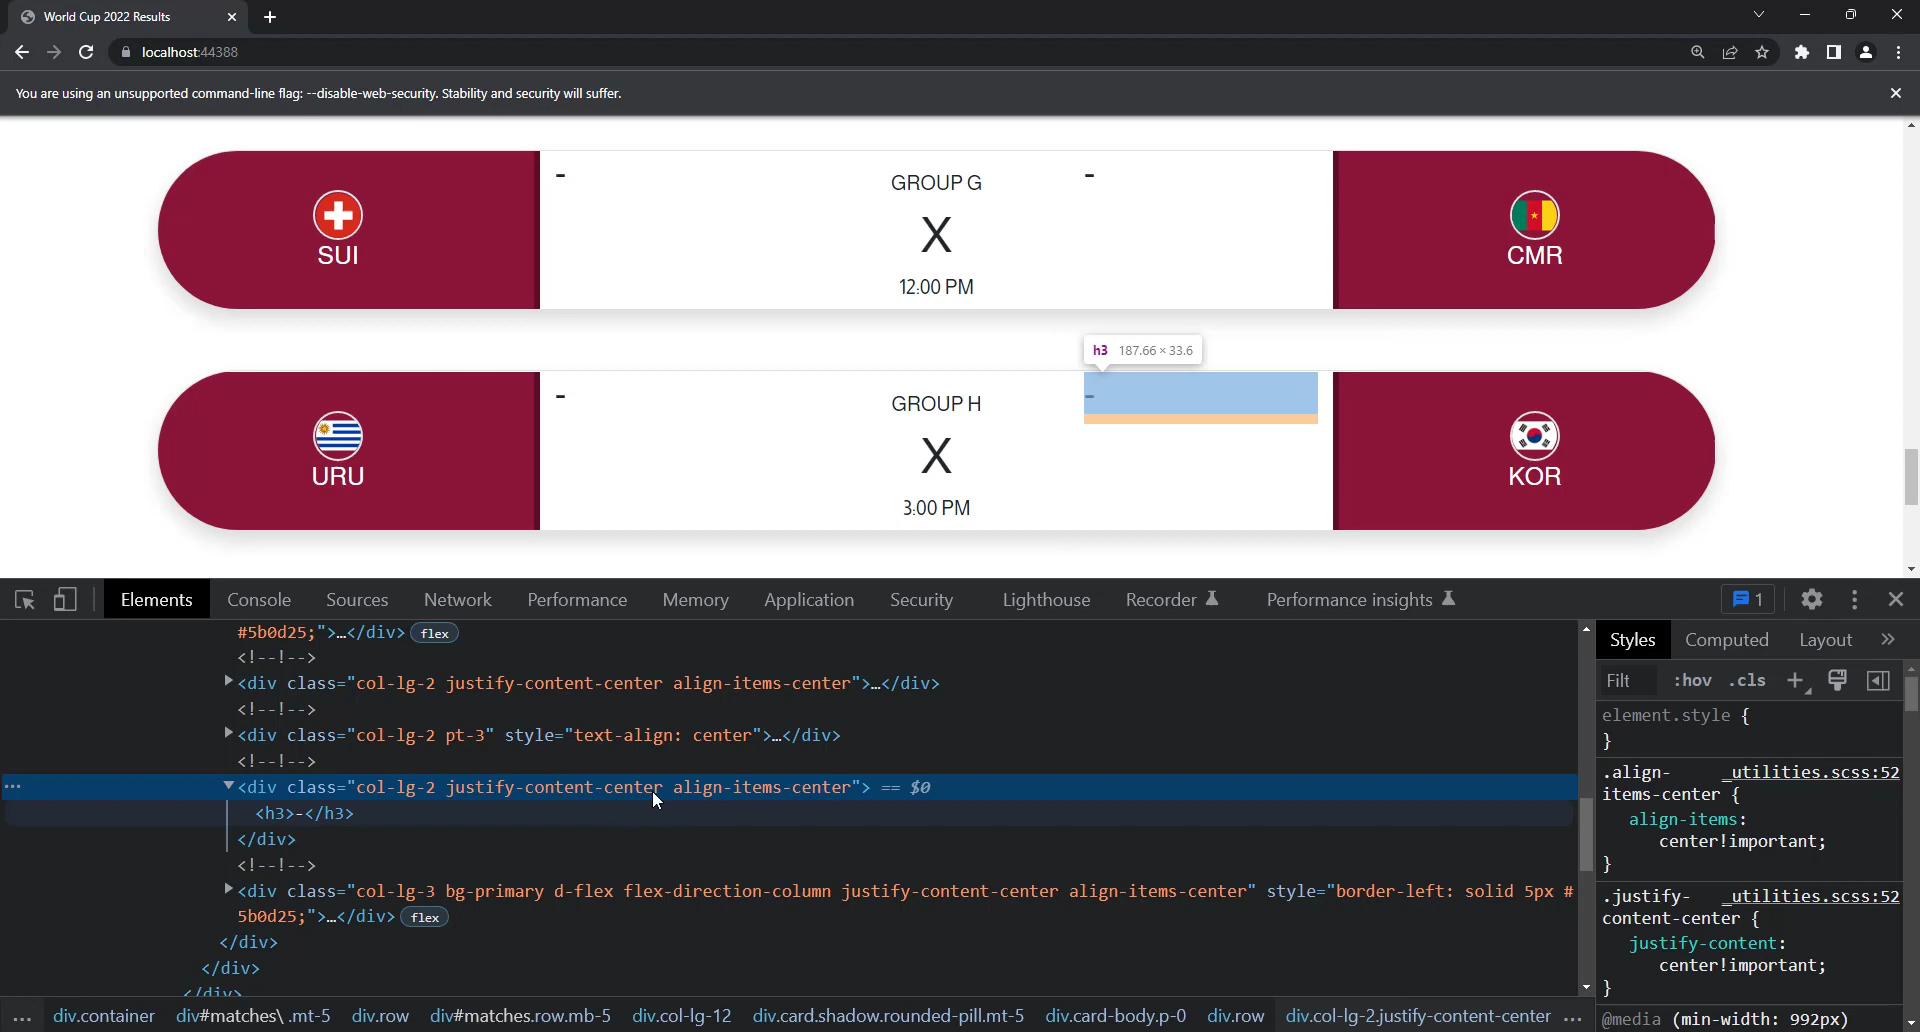 World Cup 2022 Results
localhost:44388
You are using an unsupported command-line flag: --disable-web-security. Stability and security will suffer.
- GROUP G -
SUI X CMR
12:00 PM
h3 187.66 × 33.6
- GROUP H -
URU X KOR
3:00 PM
Elements Console Sources Network Performance Memory Application Security Lighthouse Recorder Performance insights 1
#5b0d25;">…</div> flex
<!--!-->
<div class="col-lg-2 justify-content-center align-items-center">…</div>
<!--!-->
<div class="col-lg-2 pt-3" style="text-align: center">…</div>
<!--!-->
<div class="col-lg-2 justify-content-center align-items-center"> == $0
<h3>-</h3>
</div>
<!--!-->
<div class="col-lg-3 bg-primary d-flex flex-direction-column justify-content-center align-items-center" style="border-left: solid 5px #
5b0d25;">…</div> flex
</div>
</div>
</div>
... div.container div#matches\ .mt-5 div.row div#matches.row.mb-5 div.col-lg-12 div.card.shadow.rounded-pill.mt-5 div.card-body.p-0 div.row div.col-lg-2.justify-content-center ...
Styles Computed Layout »
Filt :hov .cls
element.style {
}
.align- _utilities.scss:52
items-center {
align-items:
center!important;
}
.justify- _utilities.scss:52
content-center {
justify-content:
center!important;
}
@media (min-width: 992px)